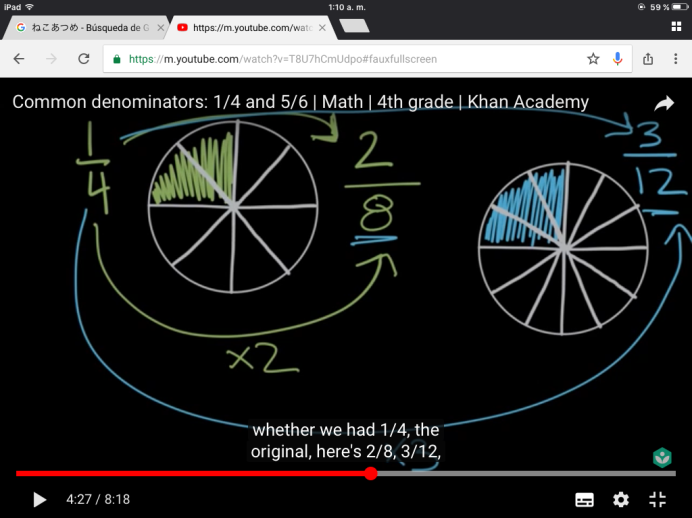 iPad
1:10 a. m.
59 %
ねこあつめ - Búsqueda de G
https://m.youtube.com/watc
https://m.youtube.com/watch?v=T8U7hCmUdpo#fauxfullscreen
Common denominators: 1/4 and 5/6 | Math | 4th grade | Khan Academy
1/4
2/8
3/12
×2
whether we had 1/4, the
original, here's 2/8, 3/12,
4:27 / 8:18